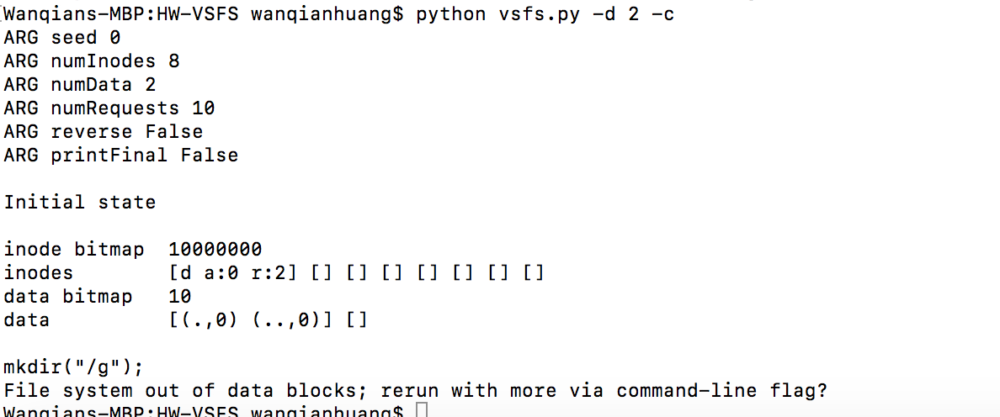 Wanqians-MBP:HW-VSFS wanqianhuang$ python vsfs.py -d 2 -c
ARG seed 0
ARG numInodes 8
ARG numData 2
ARG numRequests 10
ARG reverse False
ARG printFinal False
Initial state
inode bitmap  10000000
inodes        [d a:0 r:2] [] [] [] [] [] [] []
data bitmap   10
data          [(.,0) (..,0)] []
mkdir("/g");
File system out of data blocks; rerun with more via command-line flag?
Wanqians-MBP:HW-VSFS wanqianhuang$